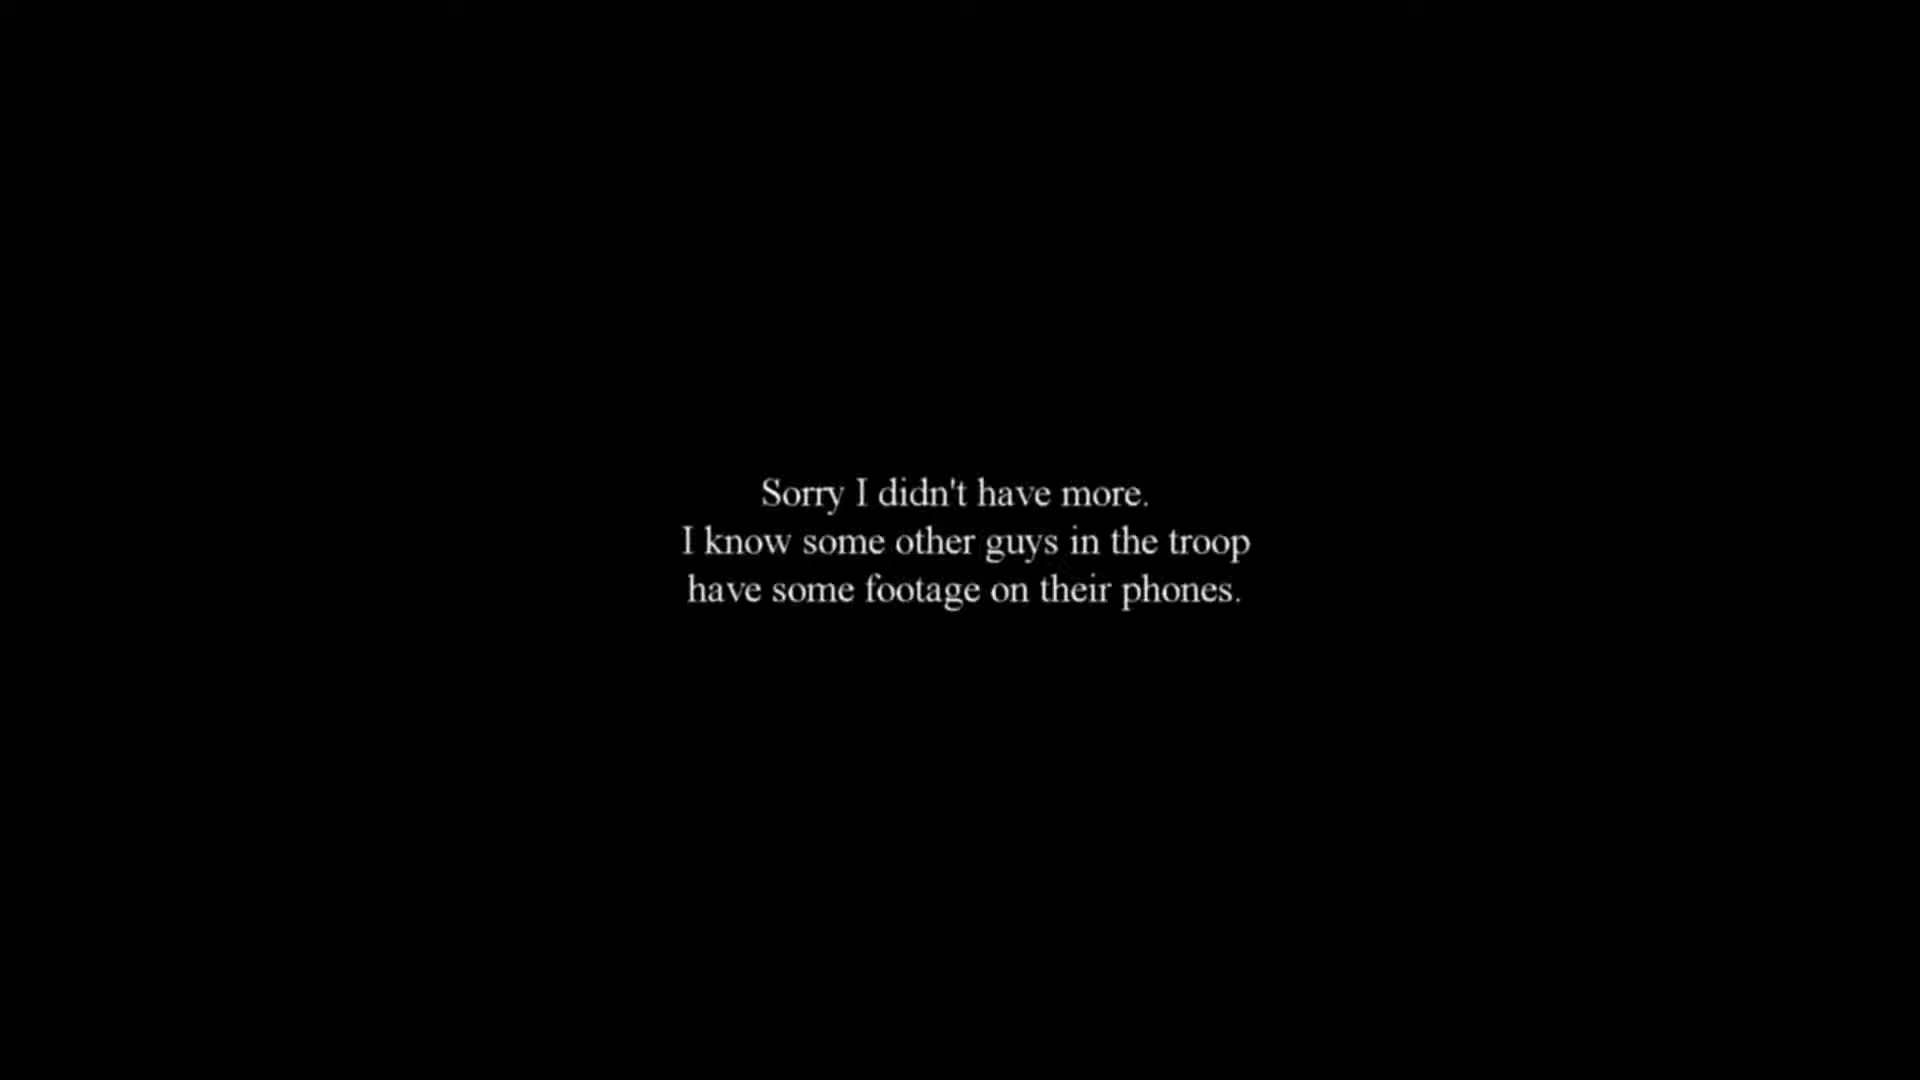 Sorry I didn't have more.
I know some other guys in the troop
have some footage on their phones.